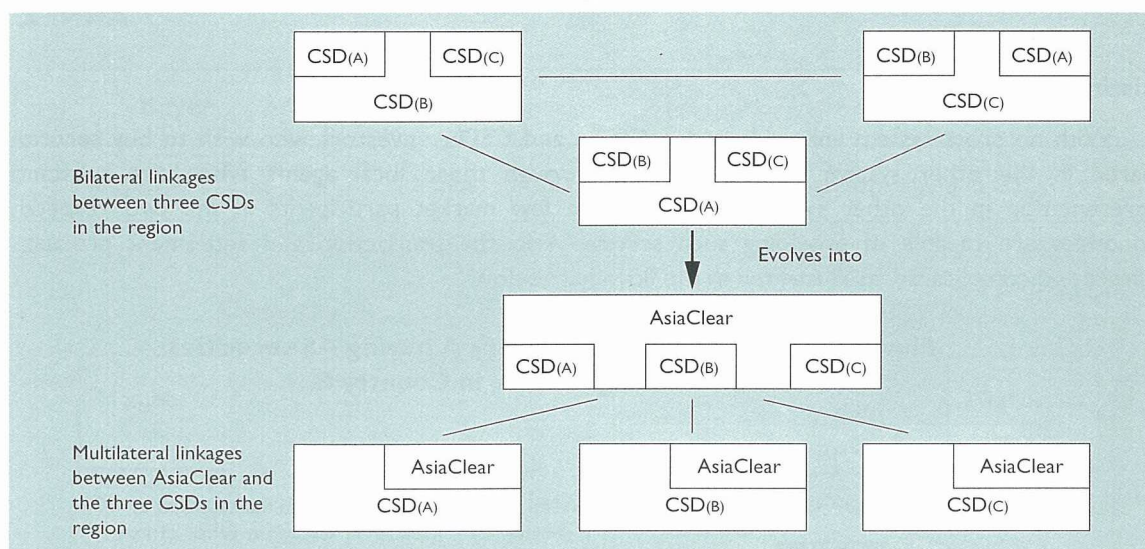 CSD(A)
CSD(C)
CSD(B)
CSD(B)
CSD(A)
CSD(C)
CSD(B)
CSD(C)
CSD(A)
Bilateral linkages
between three CSDs
in the region
Evolves into
AsiaClear
CSD(A)
CSD(B)
CSD(C)
Multilateral linkages
between AsiaClear and
the three CSDs in the
region
AsiaClear
CSD(A)
AsiaClear
CSD(B)
AsiaClear
CSD(C)